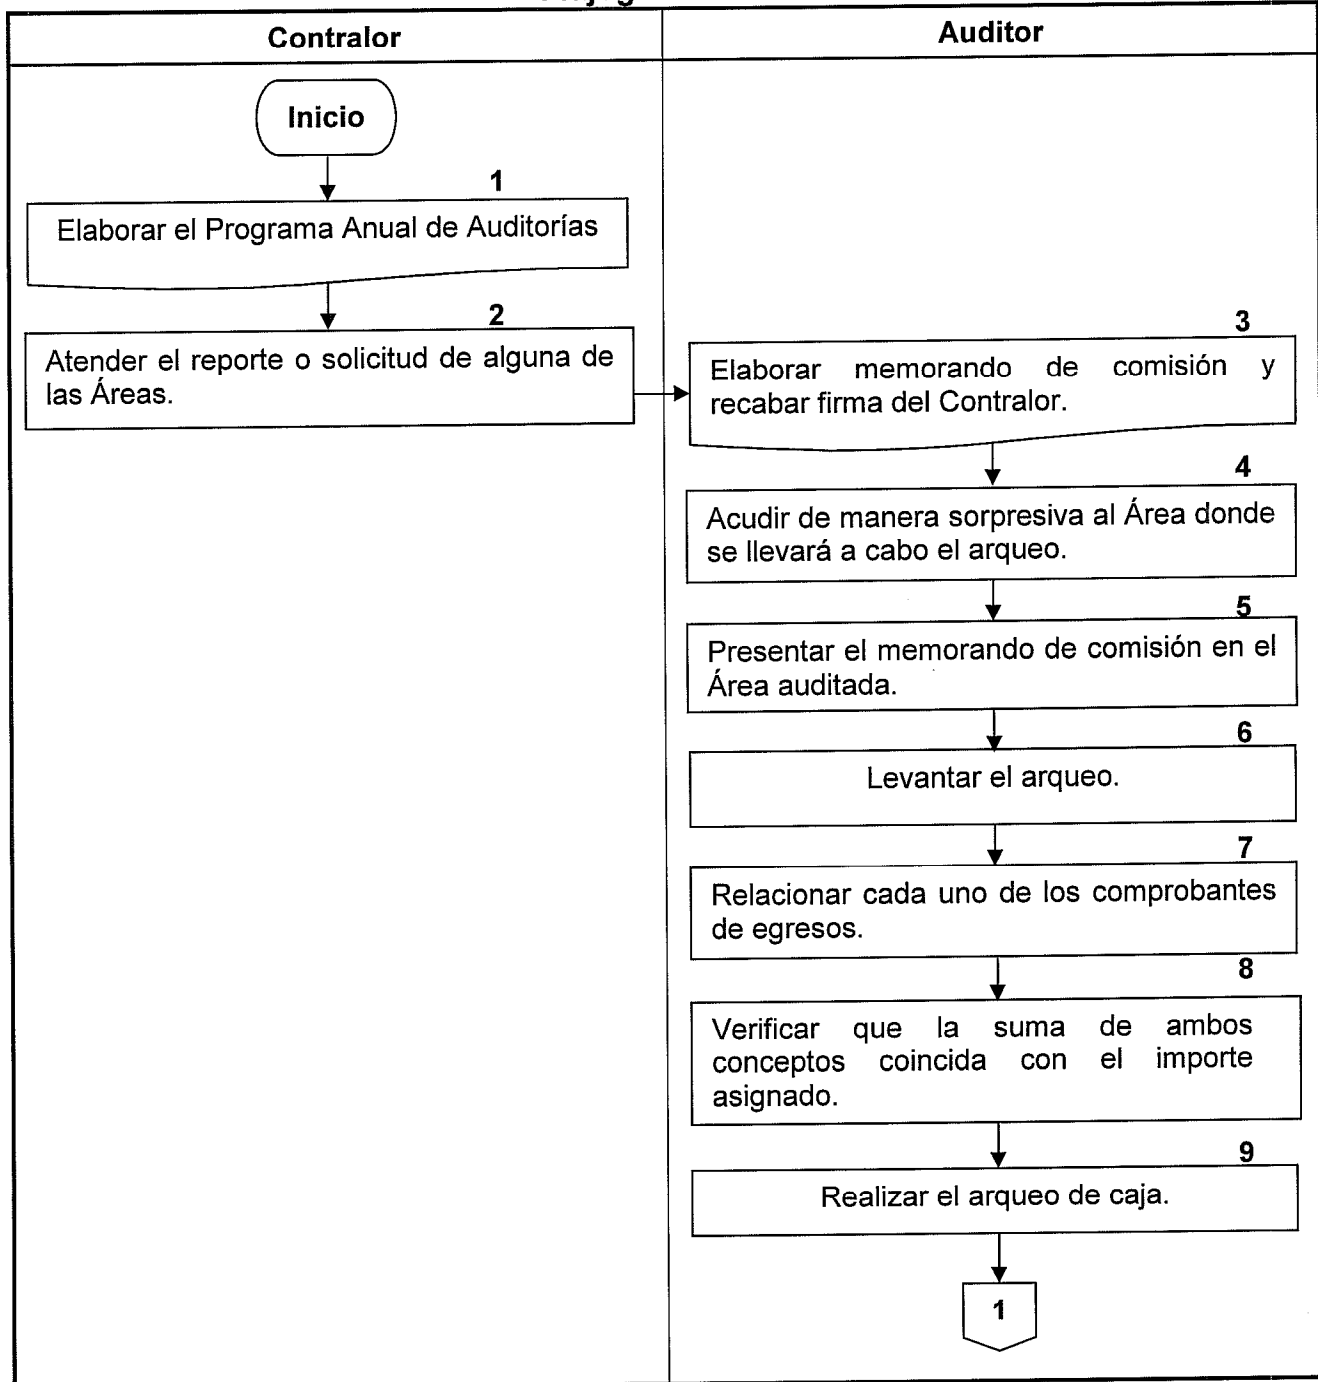 Contralor
Auditor
Inicio
1
Elaborar el Programa Anual de Auditorías
2
Atender el reporte o solicitud de alguna de
las Áreas.
3
Elaborar memorando de comisión y
recabar firma del Contralor.
4
Acudir de manera sorpresiva al Área donde
se llevará a cabo el arqueo.
5
Presentar el memorando de comisión en el
Área auditada.
6
Levantar el arqueo.
7
Relacionar cada uno de los comprobantes
de egresos.
8
Verificar que la suma de ambos
conceptos coincida con el importe
asignado.
9
Realizar el arqueo de caja.
1